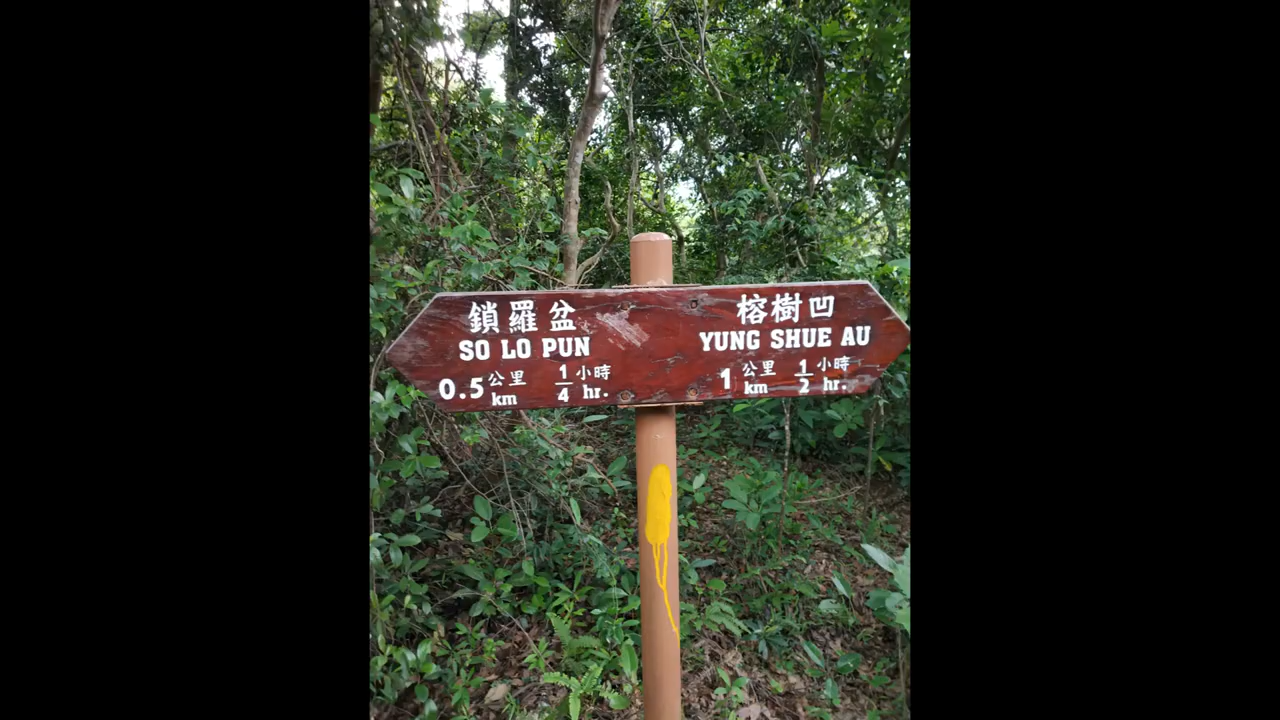 鎖羅盆
SO LO PUN
0.5 公里 km 1/4 小時 hr.
榕樹凹
YUNG SHUE AU
1 公里 km 1/2 小時 hr.